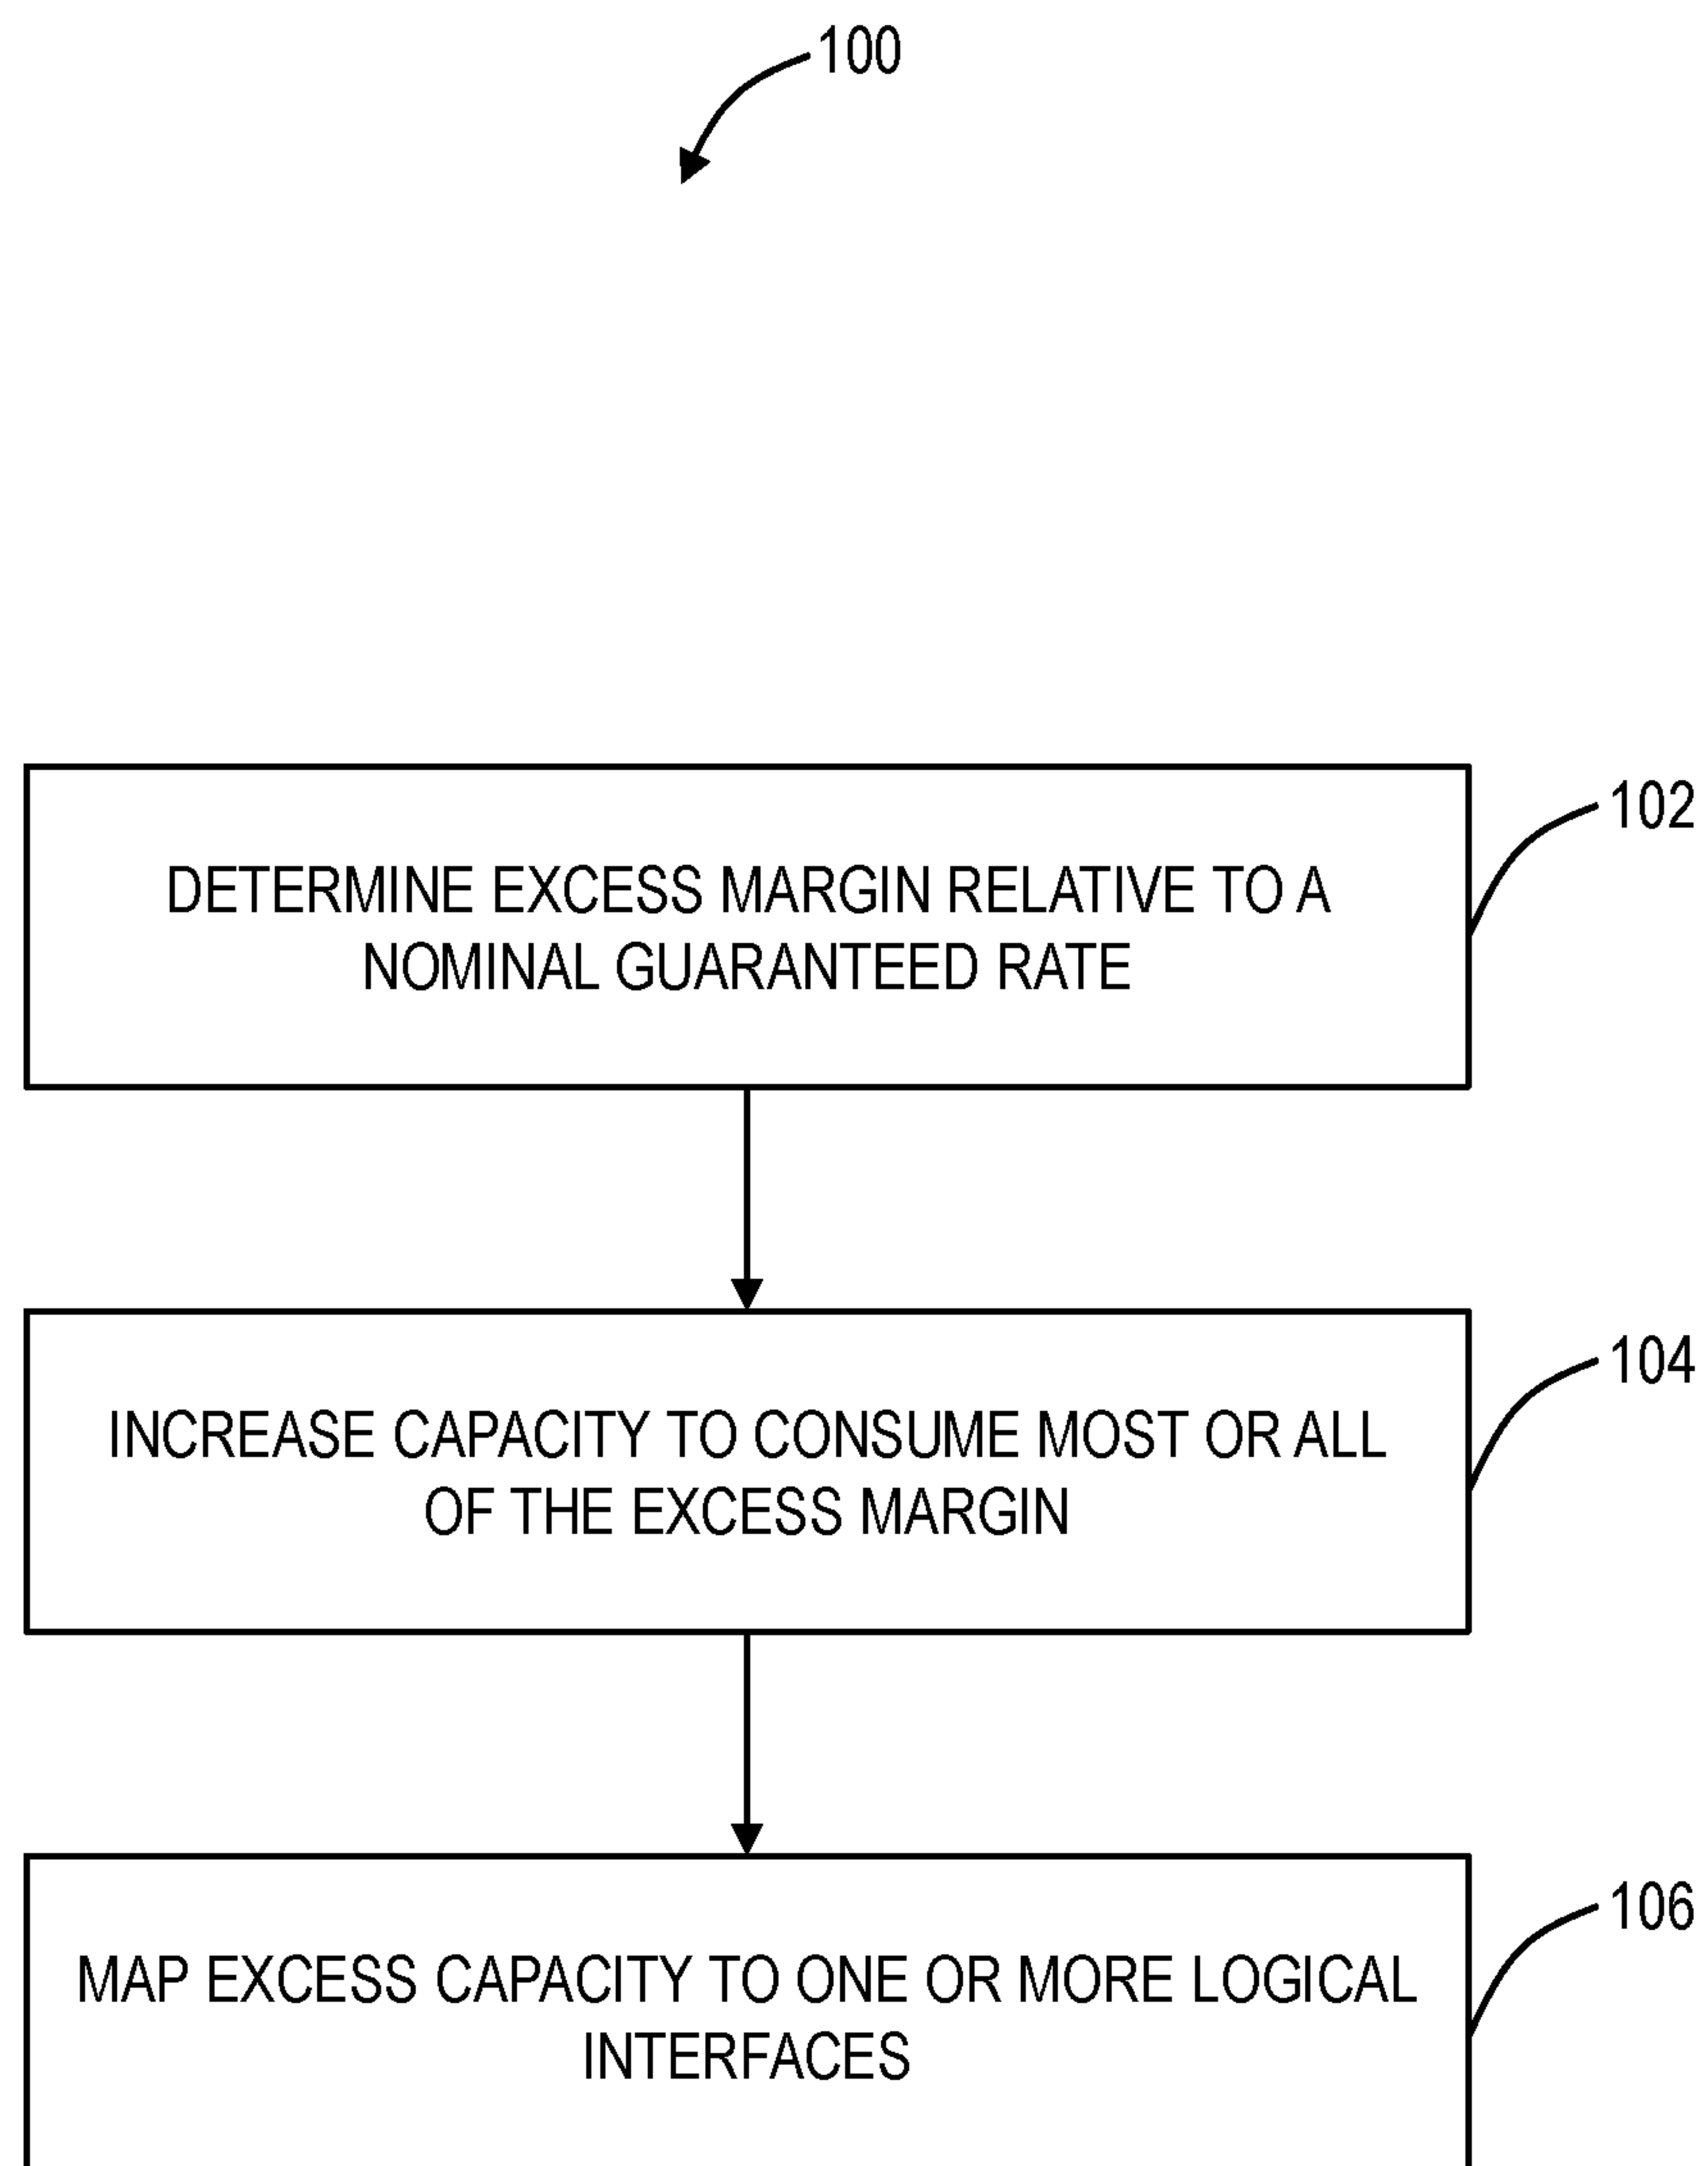 100
102
DETERMINE EXCESS MARGIN RELATIVE TO A
NOMINAL GUARANTEED RATE
104
INCREASE CAPACITY TO CONSUME MOST OR ALL
OF THE EXCESS MARGIN
106
MAP EXCESS CAPACITY TO ONE OR MORE LOGICAL
INTERFACES